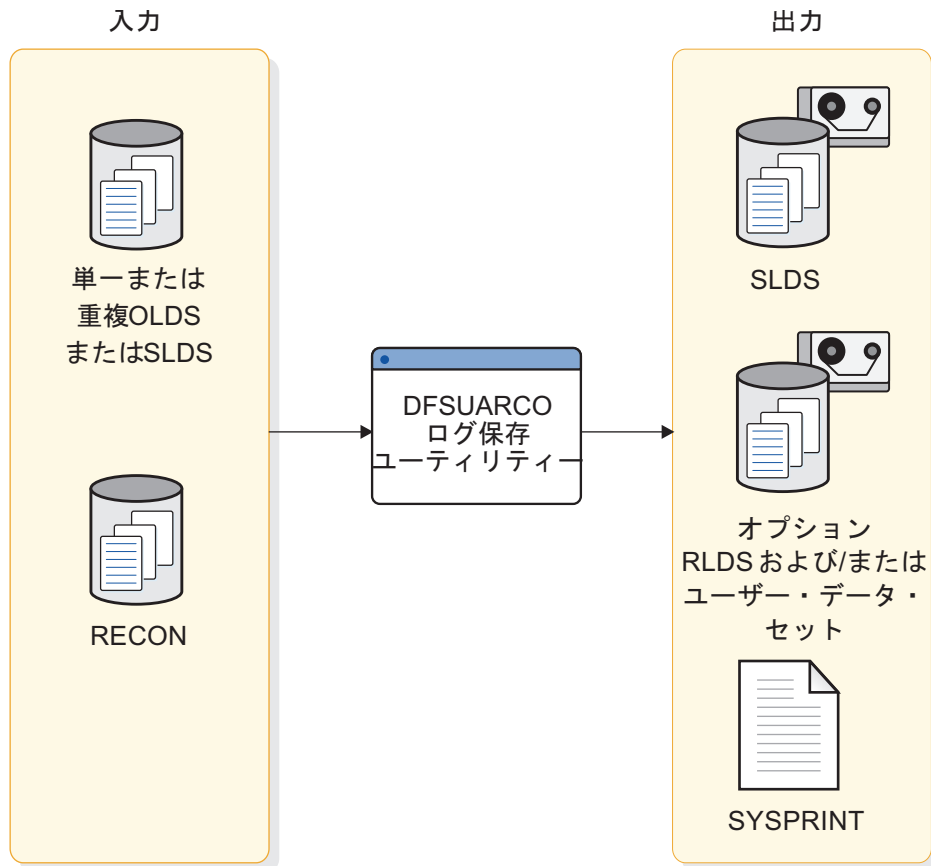 入力
単一または
重複OLDS
またはSLDS
RECON
DFSUARCO
ログ保存
ユーティリティー
出力
SLDS
オプション
RLDS および/または
ユーザー・データ・
セット
SYSPRINT